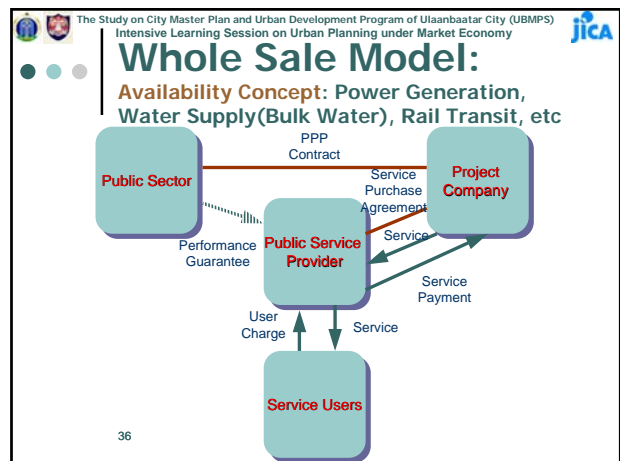 The Study on City Master Plan and Urban Development Program of Ulaanbaatar City (UBMPS)
Intensive Learning Session on Urban Planning under Market Economy
jica
Whole Sale Model:
Availability Concept: Power Generation,
Water Supply(Bulk Water), Rail Transit, etc
PPP
Contract
Public Sector
Service
Purchase
Agreement
Project
Company
Performance
Guarantee
Public Service
Provider
Service
Service
Payment
User
Charge
Service
Service Users
36